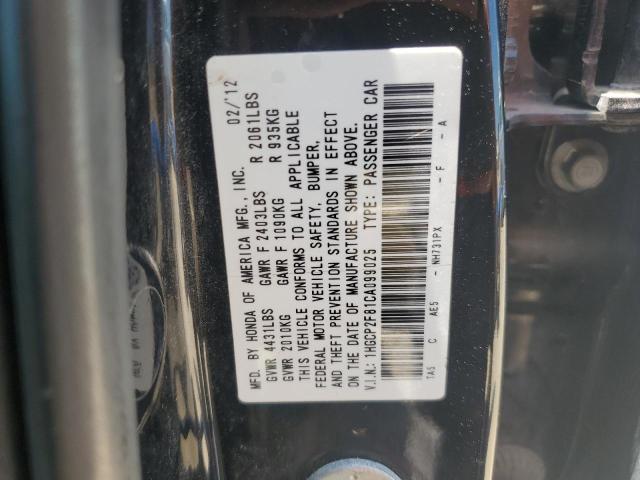 MFD. BY HONDA OF AMERICA MFG., INC. 02/12
GVWR 4431LBS GAWR F 2403LBS R 2061LBS
GVWR 2010KG GAWR F 1090KG R 935KG
THIS VEHICLE CONFORMS TO ALL APPLICABLE
FEDERAL MOTOR VEHICLE SAFETY, BUMPER,
AND THEFT PREVENTION STANDARDS IN EFFECT
ON THE DATE OF MANUFACTURE SHOWN ABOVE.
V.I.N.: 1HGCP2F81CA099025 TYPE: PASSENGER CAR
TA5 C AE5 - NH731PX - F - A